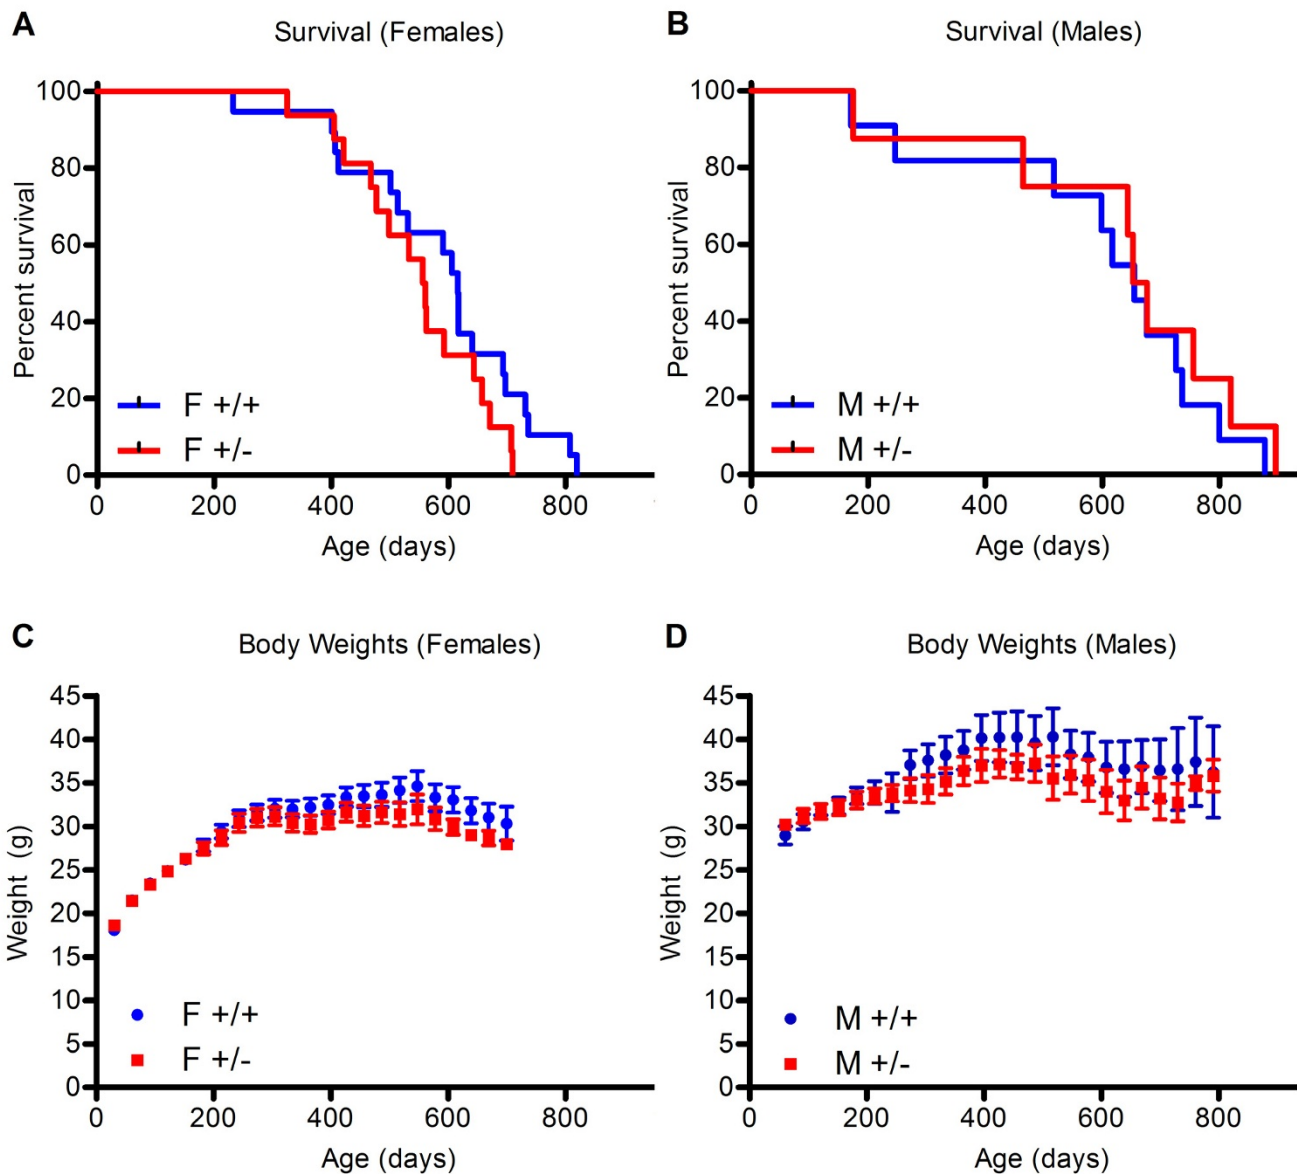 A
Survival (Females)
Percent survival
100
80
60
40
20
0
F +/+
F +/-
0 200 400 600 800
Age (days)
B
Survival (Males)
Percent survival
100
80
60
40
20
0
M +/+
M +/-
0 200 400 600 800
Age (days)
C
Body Weights (Females)
Weight (g)
45
40
35
30
25
20
15
10
5
0
F +/+
F +/-
0 200 400 600 800
Age (days)
D
Body Weights (Males)
Weight (g)
45
40
35
30
25
20
15
10
5
0
M +/+
M +/-
0 200 400 600 800
Age (days)